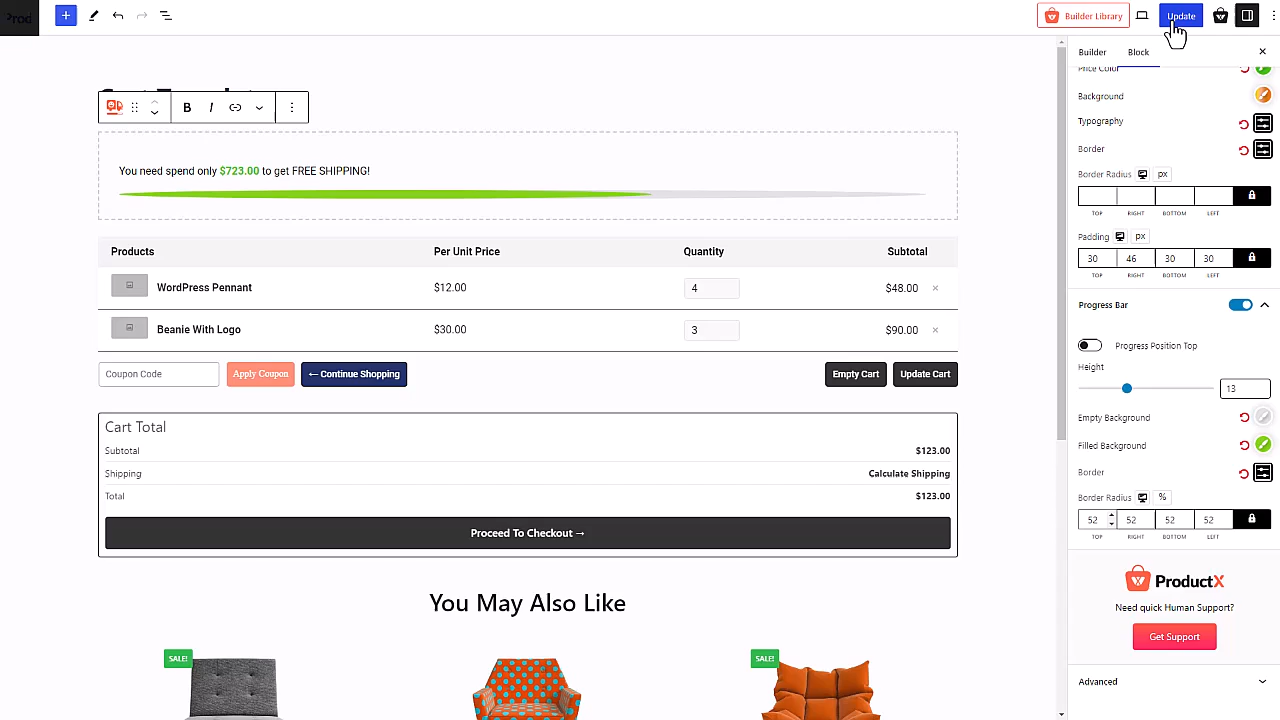 Prod
Builder Library
Update
Builder
Block
Price Color
Background
Typography
Border
Border Radius px
TOP RIGHT BOTTOM LEFT
Padding px
30 46 30 30
TOP RIGHT BOTTOM LEFT
Progress Bar
Progress Position Top
Height
13
Empty Background
Filled Background
Border
Border Radius %
52 52 52 52
TOP RIGHT BOTTOM LEFT
ProductX
Need quick Human Support?
Get Support
Advanced
B I
You need spend only $723.00 to get FREE SHIPPING!
Products Per Unit Price Quantity Subtotal
WordPress Pennant $12.00 4 $48.00 ×
Beanie With Logo $30.00 3 $90.00 ×
Coupon Code Apply Coupon ← Continue Shopping Empty Cart Update Cart
Cart Total
Subtotal $123.00
Shipping Calculate Shipping
Total $123.00
Proceed To Checkout →
You May Also Like
SALE!
SALE!